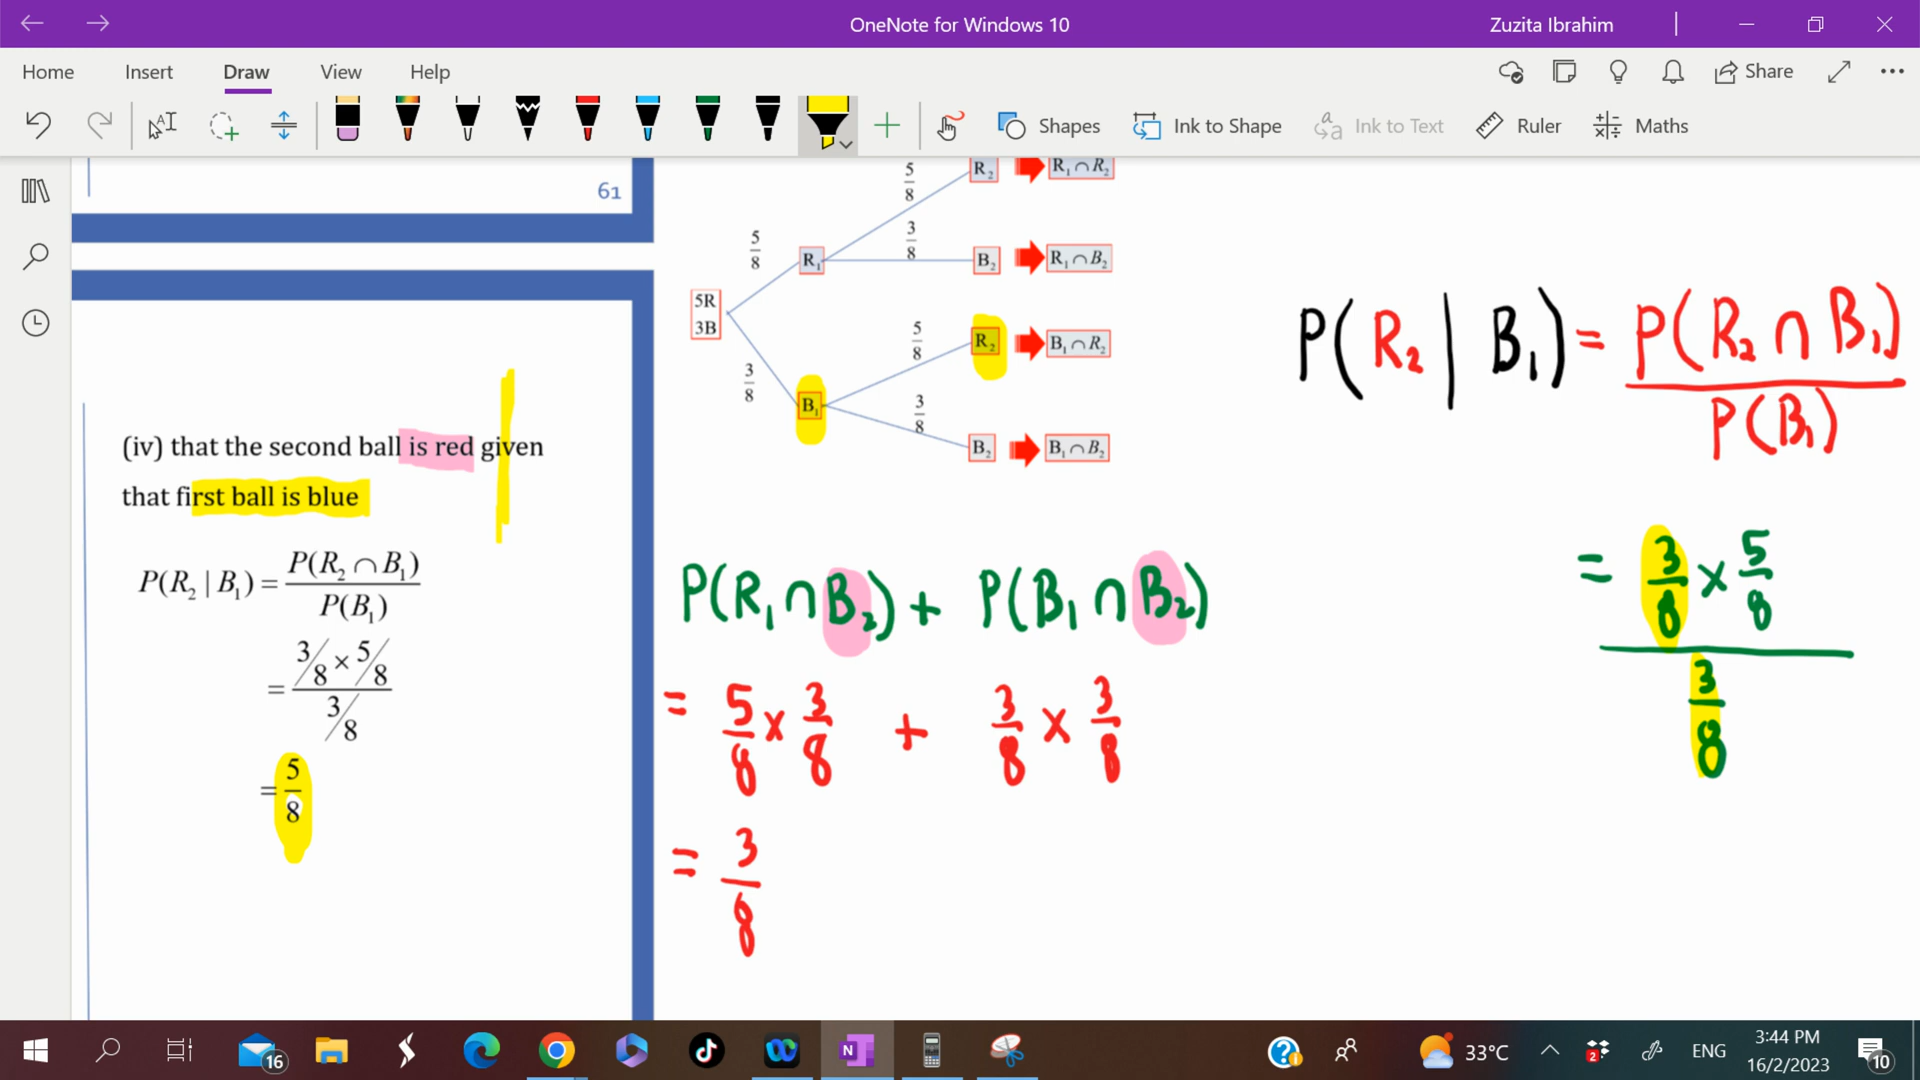 OneNote for Windows 10
Zuzita Ibrahim
Home Insert Draw View Help
Share
Shapes Ink to Shape Ink to Text Ruler Maths
61
(iv) that the second ball is red given
that first ball is blue
P(R₂ | B₁) = P(R₂ ∩ B₁) / P(B₁)
= (3/8 × 5/8) / (3/8)
= 5/8
5R
3B
5/8
3/8
R₁
B₁
5/8
3/8
5/8
3/8
R₂
B₂
R₂
B₂
R₁ ∩ R₂
R₁ ∩ B₂
B₁ ∩ R₂
B₁ ∩ B₂
P(R₁ ∩ B₂) + P(B₁ ∩ B₂)
= 5/8 × 3/8 + 3/8 × 3/8
= 3/8
P(R₂ | B₁) = P(R₂ ∩ B₁) / P(B₁)
= (3/8 × 5/8) / (3/8)
16
33°C
2
ENG
3:44 PM
16/2/2023
10